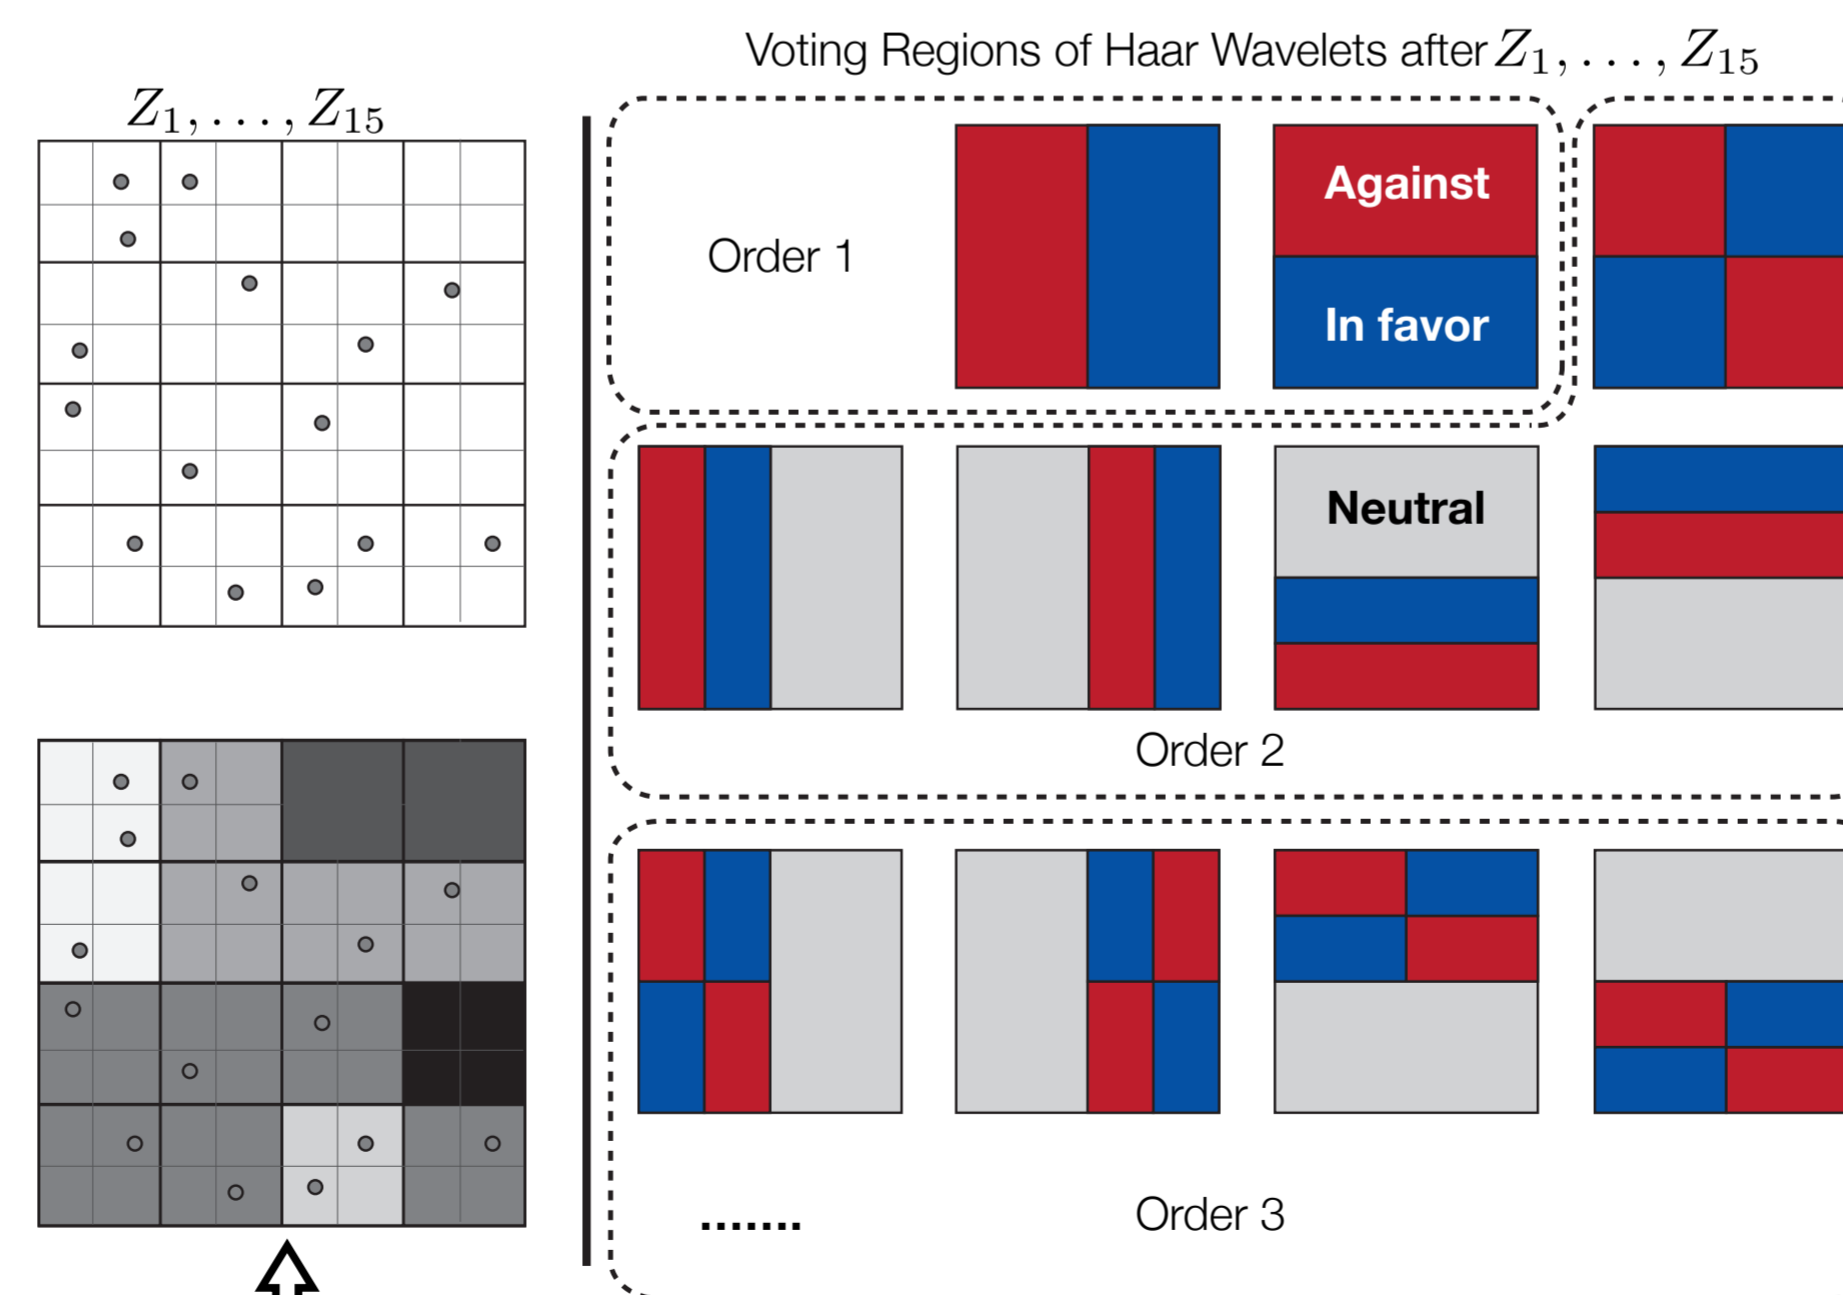 Voting Regions of Haar Wavelets after Z₁, . . . , Z₁₅
Z₁, . . . , Z₁₅
Order 1
Against
In favor
Neutral
Order 2
.......
Order 3